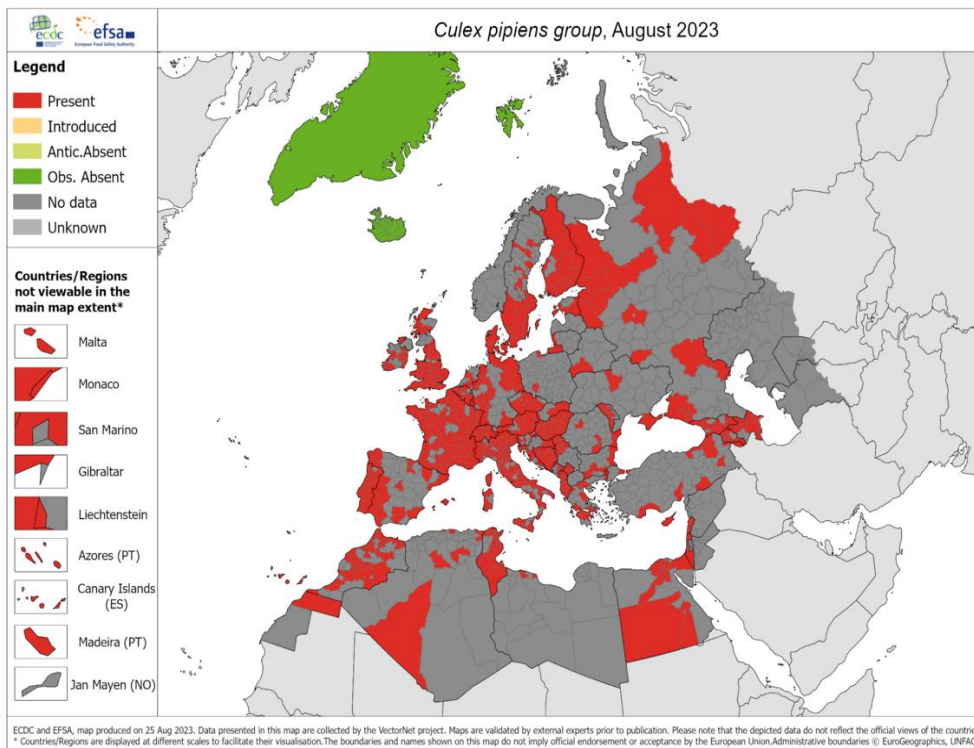 ecdc
efsa
European Food Safety Authority
Culex pipiens group, August 2023
Legend
Present
Introduced
Antic.Absent
Obs. Absent
No data
Unknown
Countries/Regions
not viewable in the
main map extent*
Malta
Monaco
San Marino
Gibraltar
Liechtenstein
Azores (PT)
Canary Islands
(ES)
Madeira (PT)
Jan Mayen (NO)
ECDC and EFSA, map produced on 25 Aug 2023. Data presented in this map are collected by the VectorNet project. Maps are validated by external experts prior to publication. Please note that the depicted data do not reflect the official views of the countri
* Countries/Regions are displayed at different scales to facilitate their visualisation.The boundaries and names shown on this map do not imply official endorsement or acceptance by the European Union.Administrative boundaries © EuroGeographics, UNFA